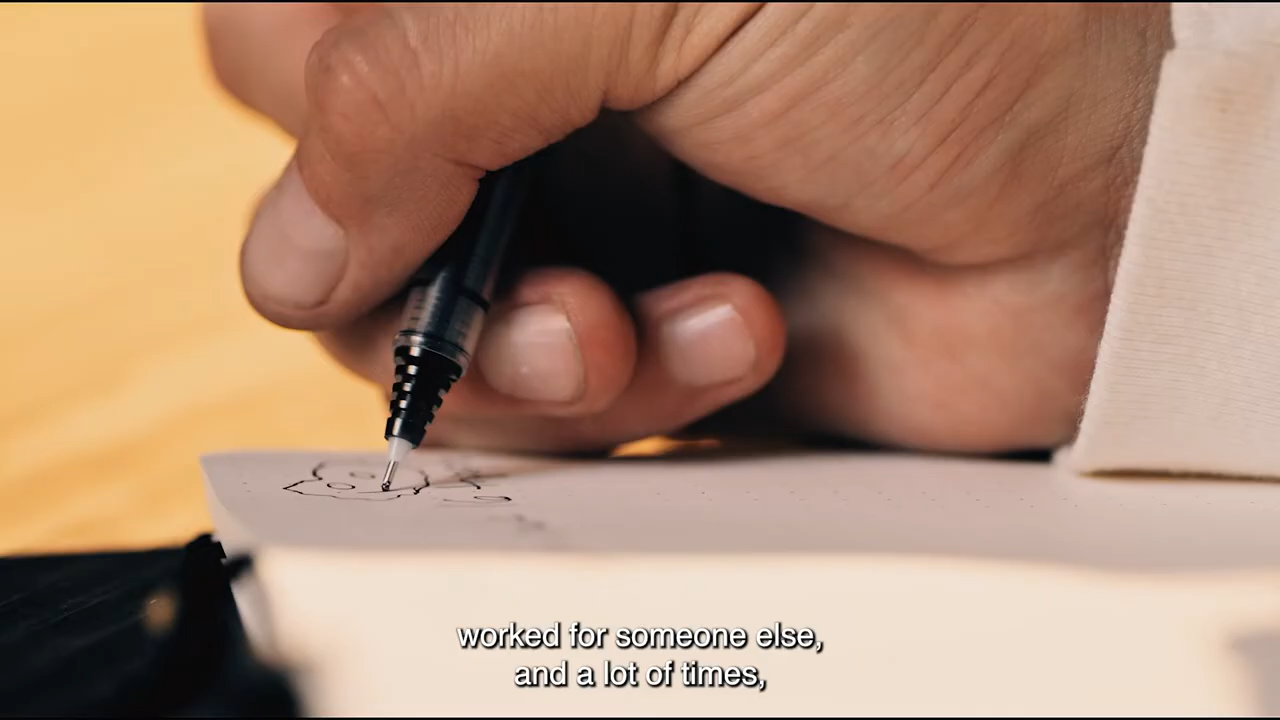 worked for someone else,
and a lot of times,